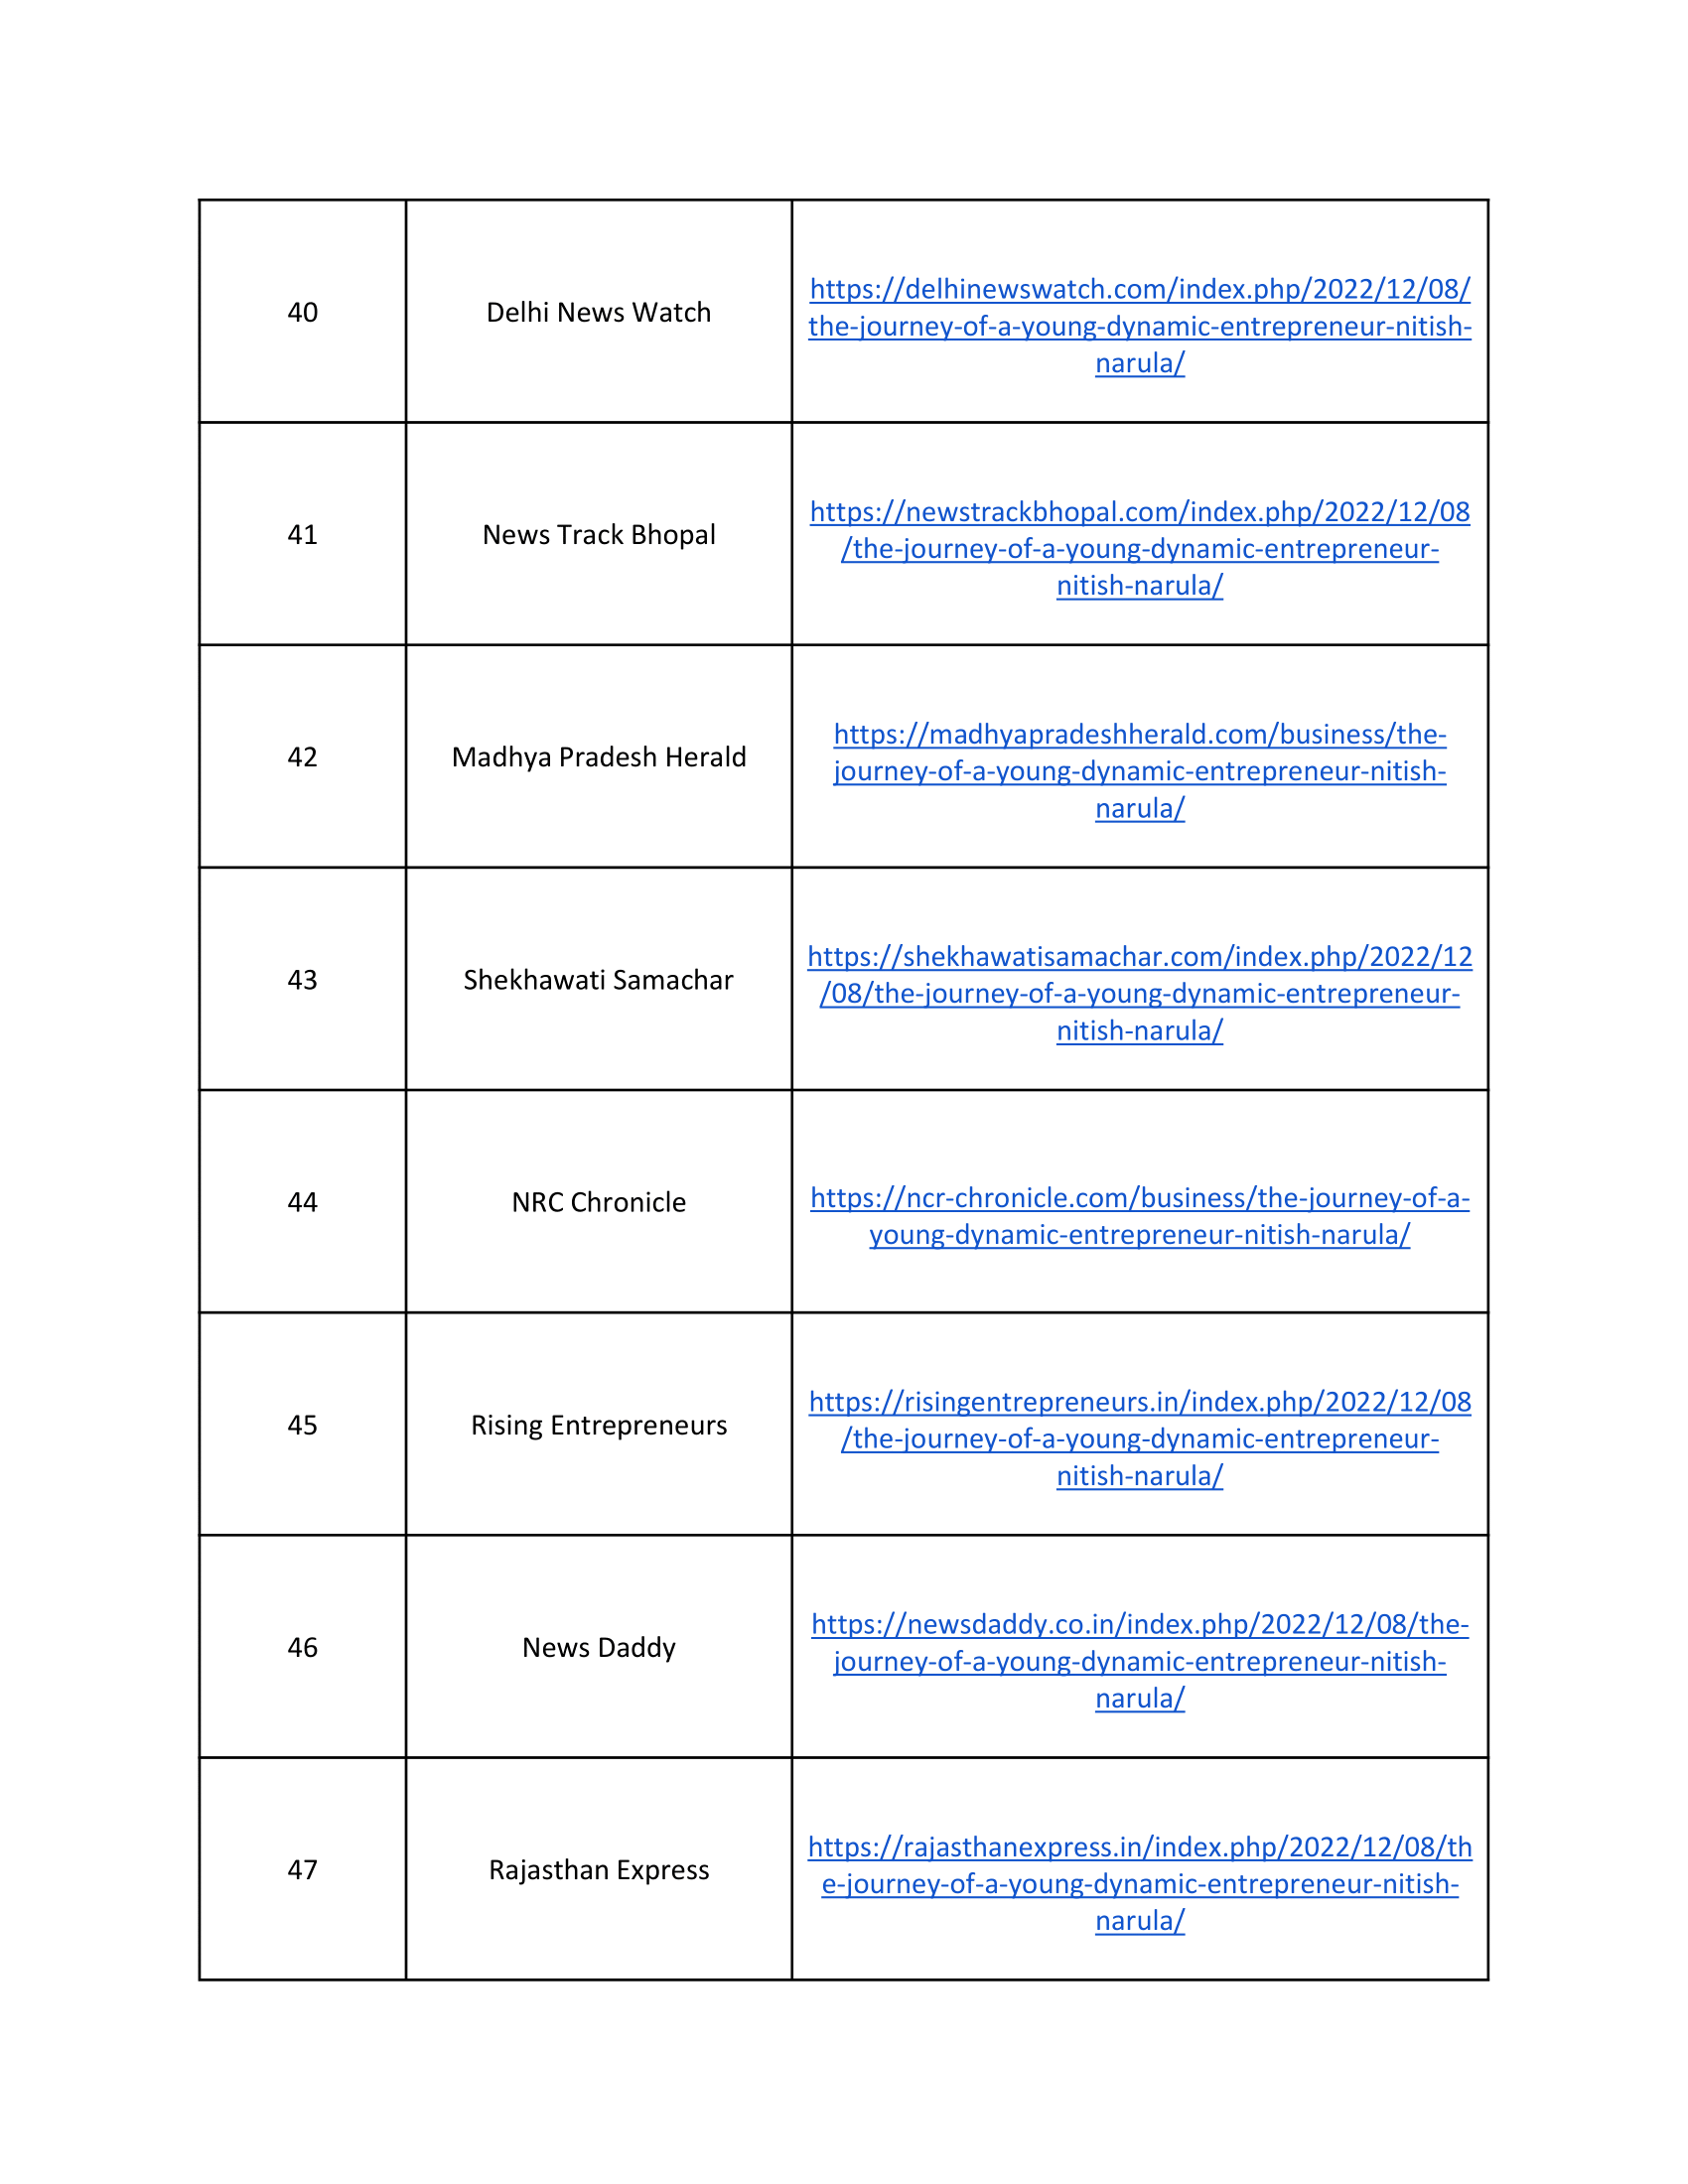 40
Delhi News Watch
https://delhinewswatch.com/index.php/2022/12/08/
the-journey-of-a-young-dynamic-entrepreneur-nitish-
narula/
41
News Track Bhopal
https://newstrackbhopal.com/index.php/2022/12/08
/the-journey-of-a-young-dynamic-entrepreneur-
nitish-narula/
42
Madhya Pradesh Herald
https://madhyapradeshherald.com/business/the-
journey-of-a-young-dynamic-entrepreneur-nitish-
narula/
43
Shekhawati Samachar
https://shekhawatisamachar.com/index.php/2022/12
/08/the-journey-of-a-young-dynamic-entrepreneur-
nitish-narula/
44
NRC Chronicle
https://ncr-chronicle.com/business/the-journey-of-a-
young-dynamic-entrepreneur-nitish-narula/
45
Rising Entrepreneurs
https://risingentrepreneurs.in/index.php/2022/12/08
/the-journey-of-a-young-dynamic-entrepreneur-
nitish-narula/
46
News Daddy
https://newsdaddy.co.in/index.php/2022/12/08/the-
journey-of-a-young-dynamic-entrepreneur-nitish-
narula/
47
Rajasthan Express
https://rajasthanexpress.in/index.php/2022/12/08/th
e-journey-of-a-young-dynamic-entrepreneur-nitish-
narula/